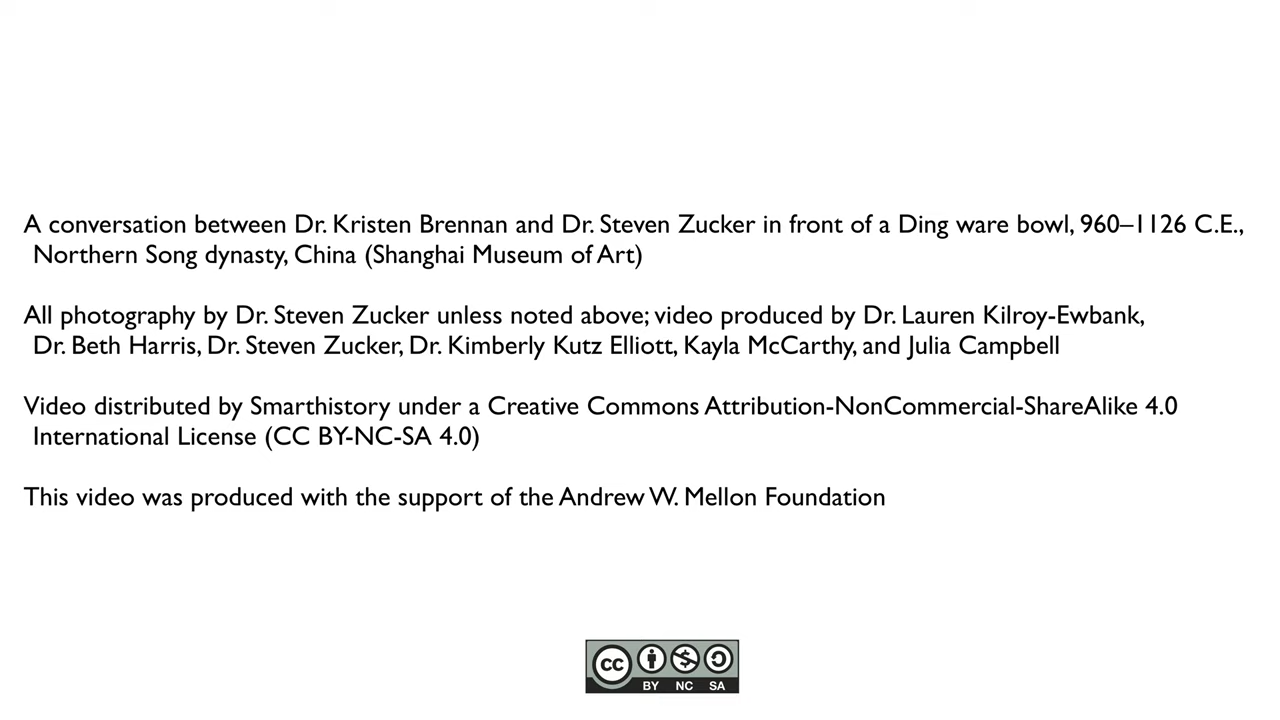 A conversation between Dr. Kristen Brennan and Dr. Steven Zucker in front of a Ding ware bowl, 960–1126 C.E.,
Northern Song dynasty, China (Shanghai Museum of Art)
All photography by Dr. Steven Zucker unless noted above; video produced by Dr. Lauren Kilroy-Ewbank,
Dr. Beth Harris, Dr. Steven Zucker, Dr. Kimberly Kutz Elliott, Kayla McCarthy, and Julia Campbell
Video distributed by Smarthistory under a Creative Commons Attribution-NonCommercial-ShareAlike 4.0
International License (CC BY-NC-SA 4.0)
This video was produced with the support of the Andrew W. Mellon Foundation
cc
BY NC SA